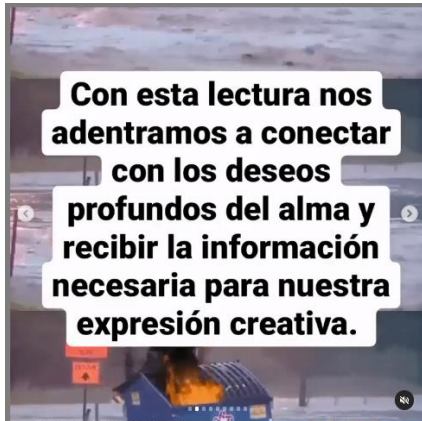 Con esta lectura nos
adentramos a conectar
con los deseos
profundos del alma y
recibir la información
necesaria para nuestra
expresión creativa.